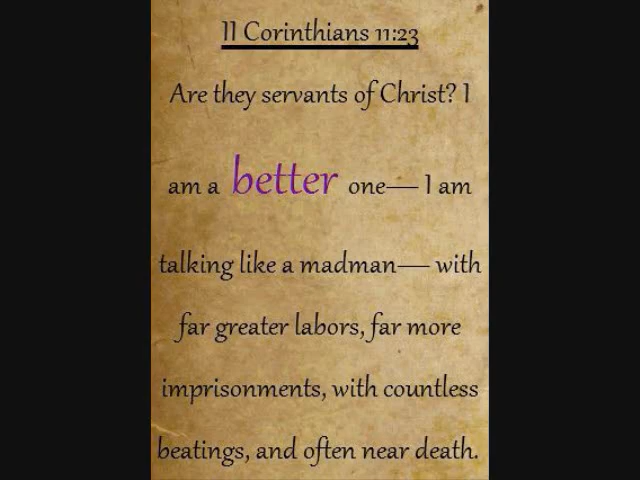 II Corinthians 11:23
Are they servants of Christ? I
am a better one— I am
talking like a madman— with
far greater labors, far more
imprisonments, with countless
beatings, and often near death.